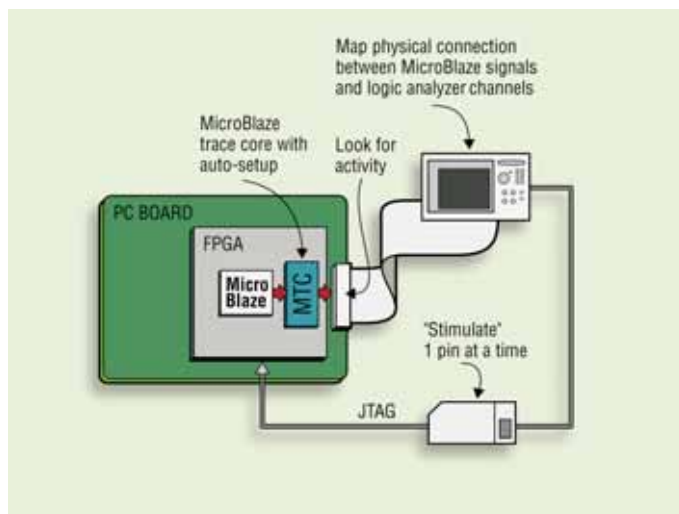 Map physical connection
between MicroBlaze signals
and logic analyzer channels
MicroBlaze
trace core with
auto-setup
Look for
activity
PC BOARD
FPGA
Micro
Blaze
MTC
"Stimulate"
1 pin at a time
JTAG